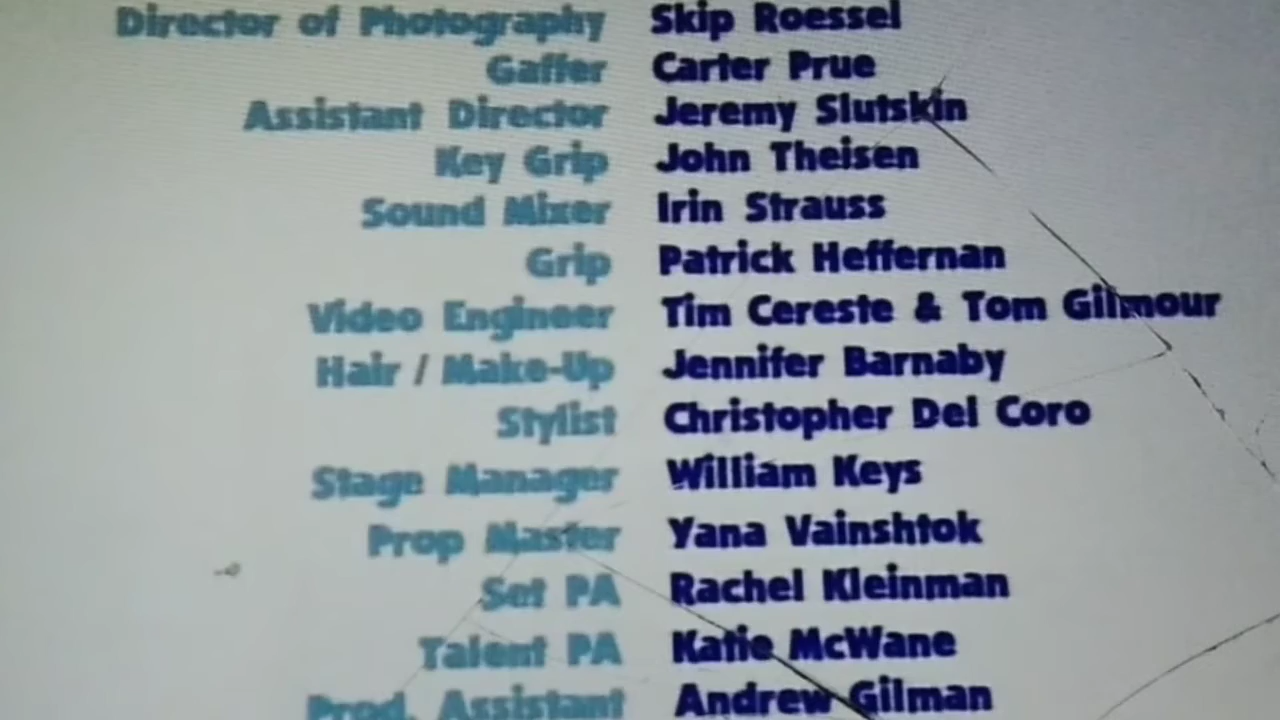 Director of Photography Skip Roessel
Gaffer Carter Prue
Assistant Director Jeremy Slutskin
Key Grip John Theisen
Sound Mixer Irin Strauss
Grip Patrick Heffernan
Video Engineer Tim Cereste & Tom Gilmour
Hair / Make-Up Jennifer Barnaby
Stylist Christopher Del Coro
Stage Manager William Keys
Prop Master Yana Vainshtok
Set PA Rachel Kleinman
Talent PA Katie McWane
Prod. Assistant Andrew Gilman